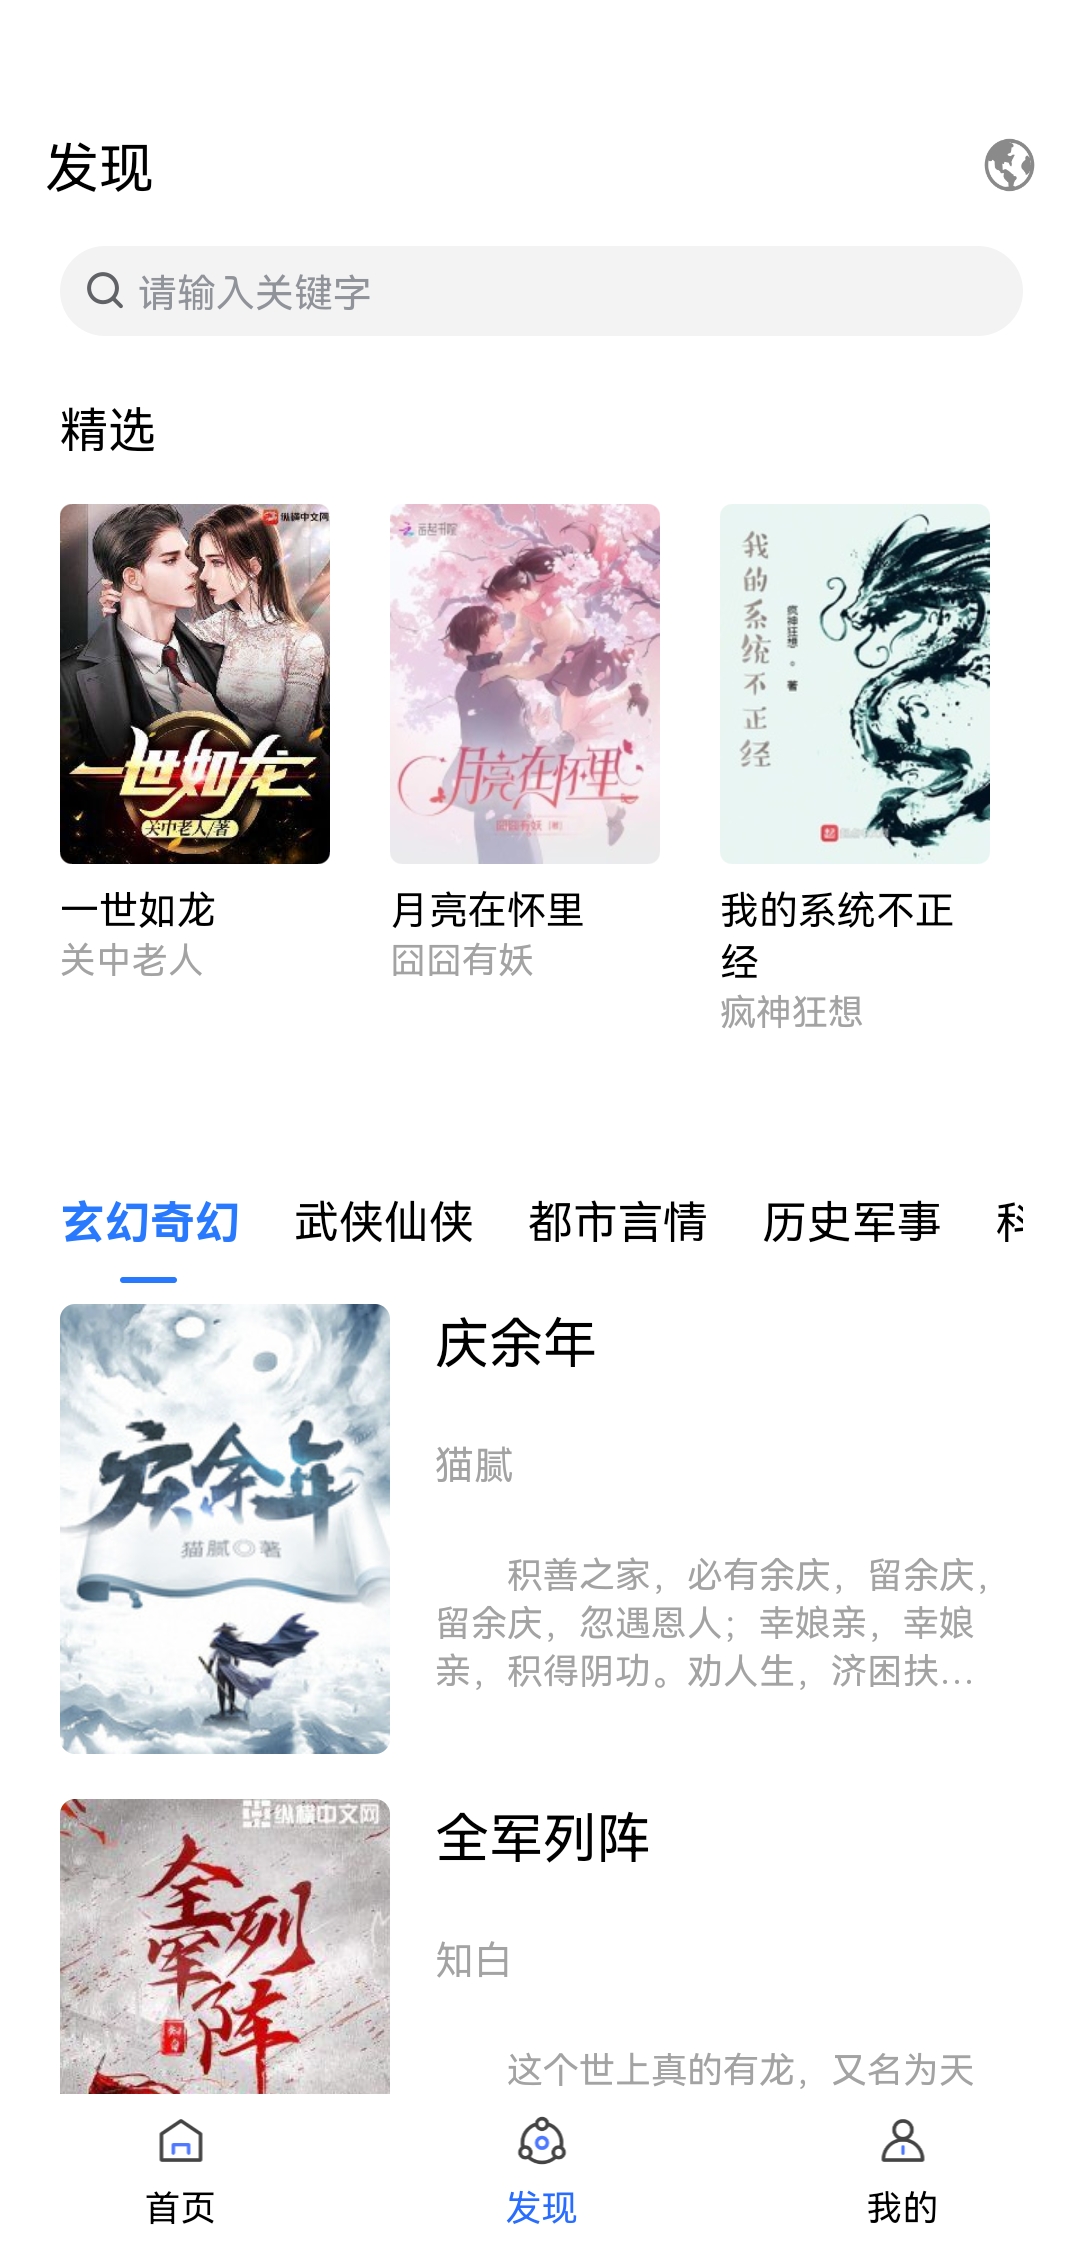 发现
请输入关键字
精选
纵横中文网
一世如龙
关中老人/著
云起书院
月亮在怀里
囧囧有妖 [著]
我的系统不正经
疯神狂想 。 著
一世如龙
关中老人
月亮在怀里
囧囧有妖
我的系统不正
经
疯神狂想
玄幻奇幻 武侠仙侠 都市言情 历史军事 科
庆余年
猫腻◎著
庆余年
猫腻
积善之家，必有余庆，留余庆，
留余庆，忽遇恩人；幸娘亲，幸娘
亲，积得阴功。劝人生，济困扶...
纵横中文网
全军列阵
知白
全军列阵
知白
这个世上真的有龙，又名为天
首页 发现 我的